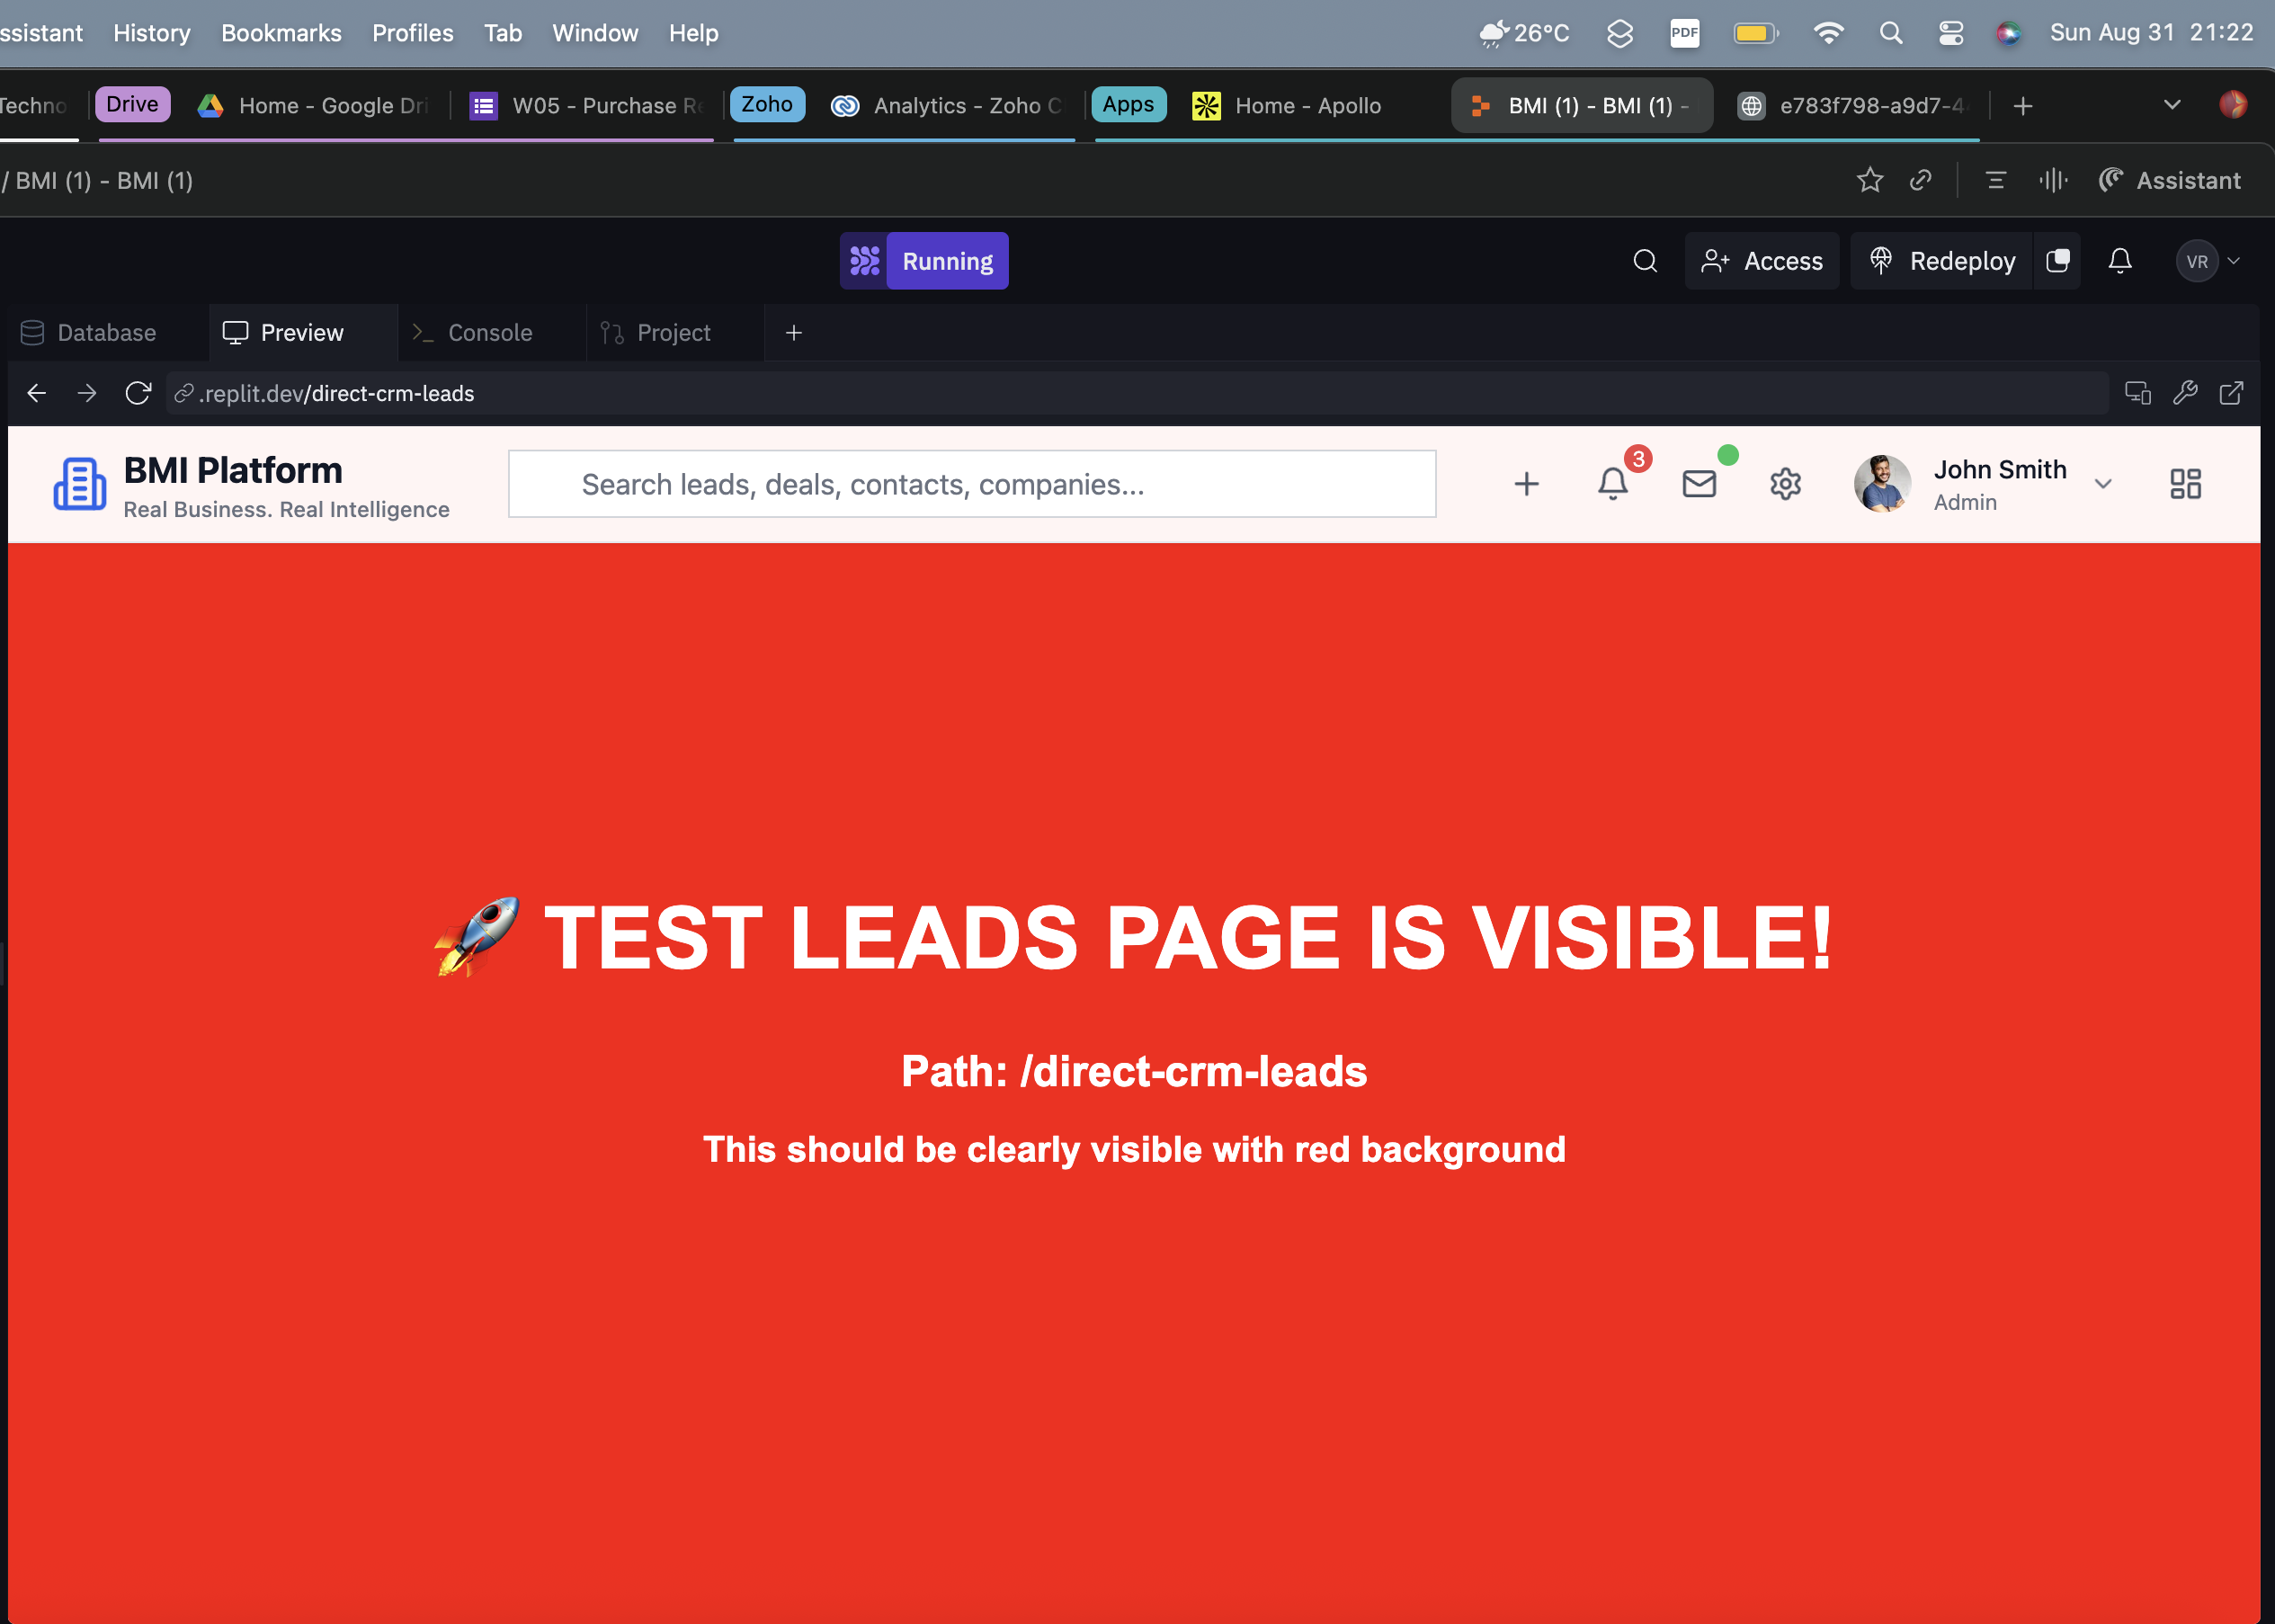 History Bookmarks Profiles Tab Window Help 26°C PDF Sun Aug 31 21:22
Drive Home - Google Dri W05 - Purchase Re Zoho Analytics - Zoho C Apps Home - Apollo BMI (1) - BMI (1) - e783f798-a9d7-4
/ BMI (1) - BMI (1) Assistant
Running Access Redeploy VR
Database Preview Console Project
.replit.dev/direct-crm-leads
BMI Platform
Real Business. Real Intelligence
Search leads, deals, contacts, companies...
3
John Smith
Admin
🚀 TEST LEADS PAGE IS VISIBLE!
Path: /direct-crm-leads
This should be clearly visible with red background